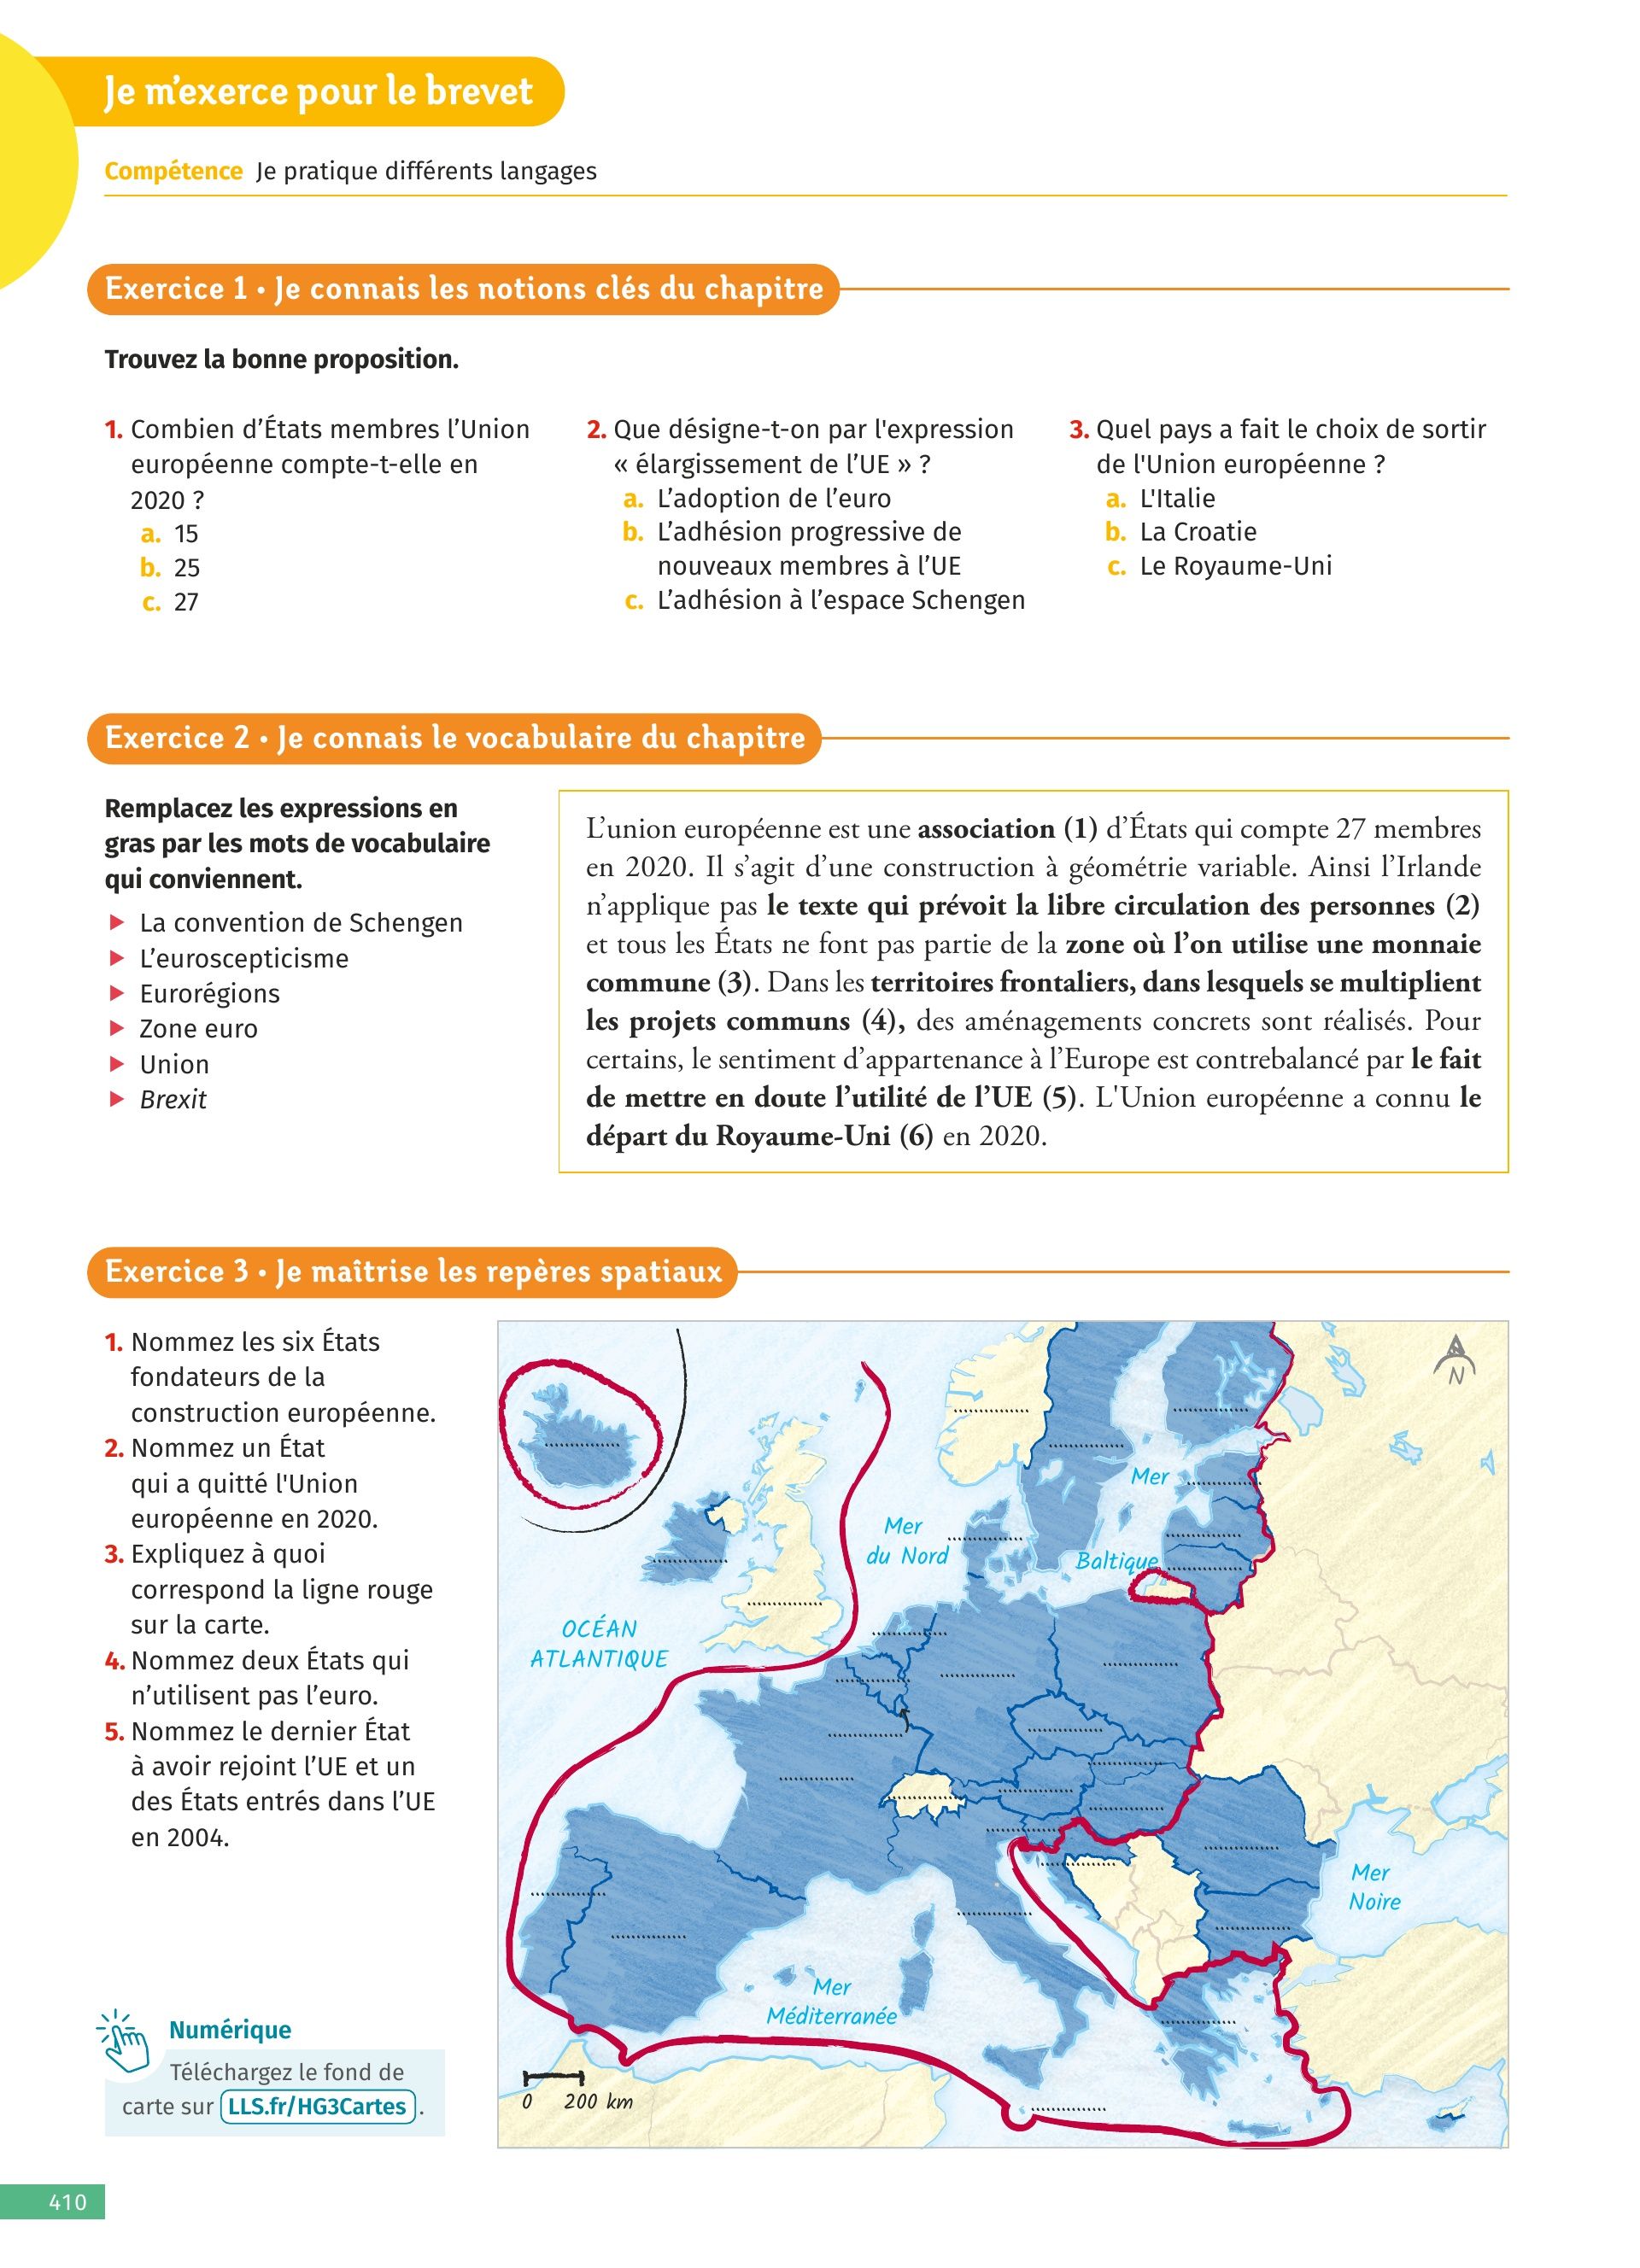 Je m'exerce pour le brevet
Compétence Je pratique différents langages
Exercice 1 • Je connais les notions clés du chapitre
Trouvez la bonne proposition.
1. Combien d'États membres l'Union
européenne compte-t-elle en
2020 ?
a. 15
b. 25
c. 27
2. Que désigne-t-on par l'expression
« élargissement de l'UE » ?
a. L'adoption de l'euro
b. L'adhésion progressive de
nouveaux membres à l'UE
c. L'adhésion à l'espace Schengen
3. Quel pays a fait le choix de sortir
de l'Union européenne ?
a. L'Italie
b. La Croatie
c. Le Royaume-Uni
Exercice 2 • Je connais le vocabulaire du chapitre
Remplacez les expressions en
gras par les mots de vocabulaire
qui conviennent.
▶ La convention de Schengen
▶ L'euroscepticisme
▶ Eurorégions
▶ Zone euro
▶ Union
▶ Brexit
L'union européenne est une association (1) d'États qui compte 27 membres
en 2020. Il s'agit d'une construction à géométrie variable. Ainsi l'Irlande
n'applique pas le texte qui prévoit la libre circulation des personnes (2)
et tous les États ne font pas partie de la zone où l'on utilise une monnaie
commune (3). Dans les territoires frontaliers, dans lesquels se multiplient
les projets communs (4), des aménagements concrets sont réalisés. Pour
certains, le sentiment d'appartenance à l'Europe est contrebalancé par le fait
de mettre en doute l'utilité de l'UE (5). L'Union européenne a connu le
départ du Royaume-Uni (6) en 2020.
Exercice 3 • Je maîtrise les repères spatiaux
1. Nommez les six États
fondateurs de la
construction européenne.
2. Nommez un État
qui a quitté l'Union
européenne en 2020.
3. Expliquez à quoi
correspond la ligne rouge
sur la carte.
4. Nommez deux États qui
n'utilisent pas l'euro.
5. Nommez le dernier État
à avoir rejoint l'UE et un
des États entrés dans l'UE
en 2004.
N
Mer
Baltique
Mer
du Nord
OCÉAN
ATLANTIQUE
Mer
Noire
Mer
Méditerranée
0 200 km
Numérique
Téléchargez le fond de
carte sur LLS.fr/HG3Cartes .
410